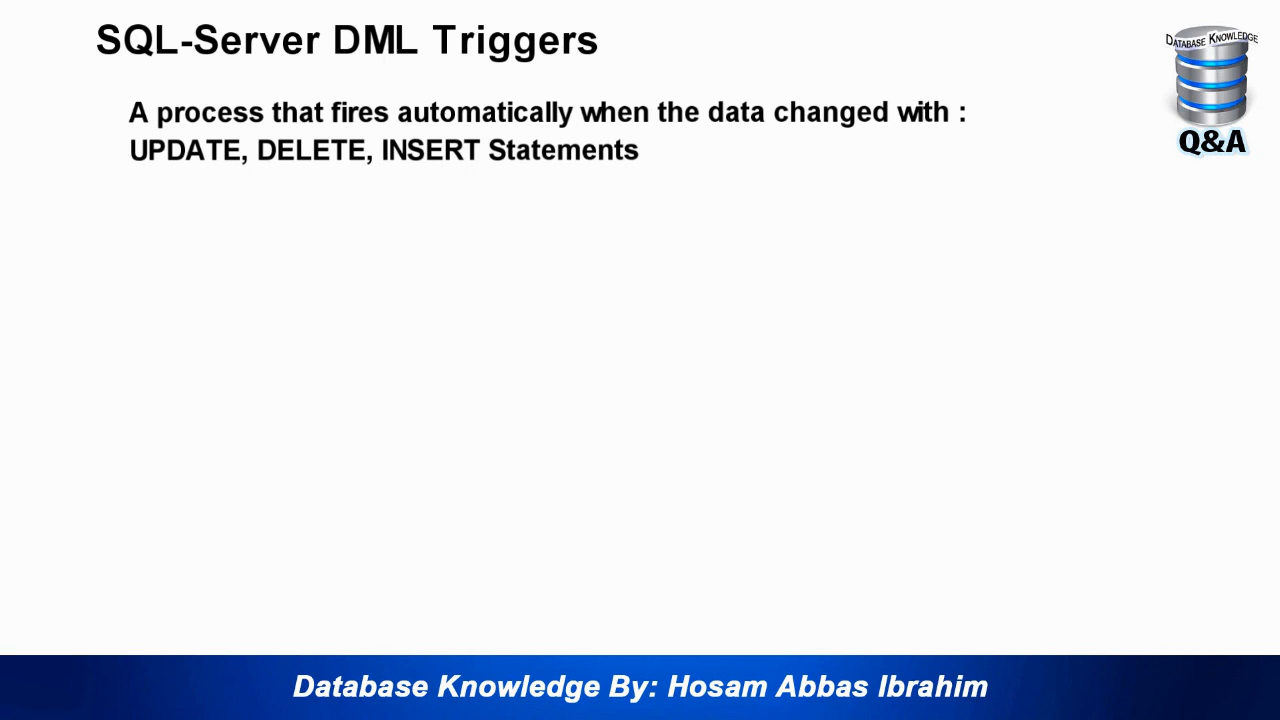 SQL-Server DML Triggers
DATABASE KNOWLEDGE
Q&A
A process that fires automatically when the data changed with :
UPDATE, DELETE, INSERT Statements
Database Knowledge By: Hosam Abbas Ibrahim